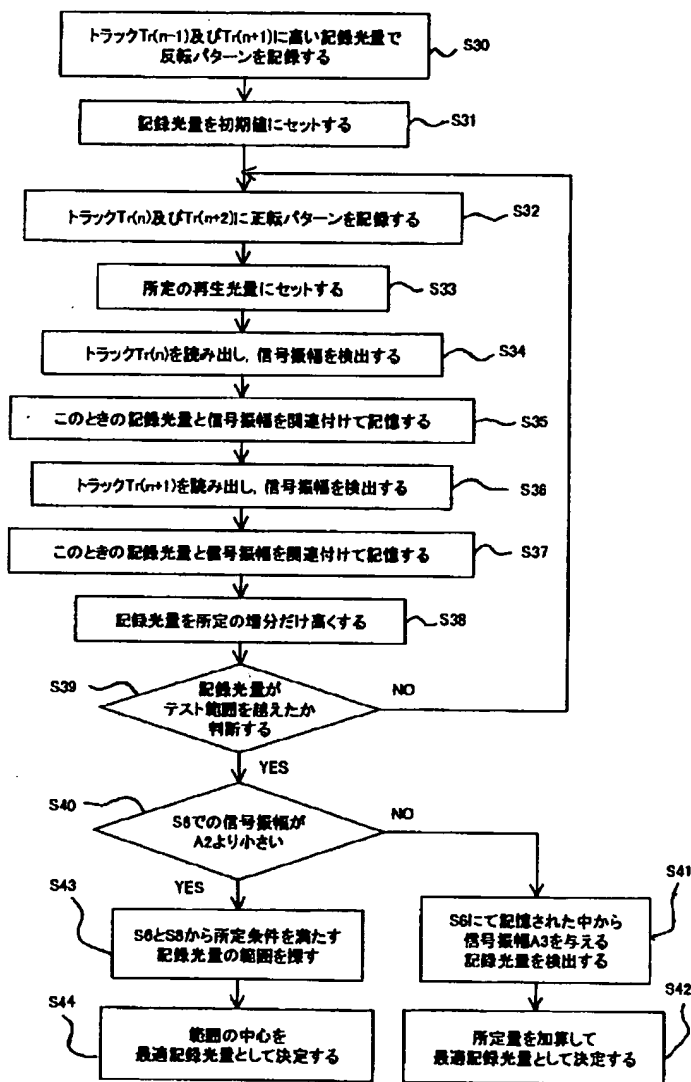 トラックTr(n-1)及びTr(n+1)に高い記録光量で
反転パターンを記録する
S30
記録光量を初期値にセットする
S31
トラックTr(n)及びTr(n+2)に正転パターンを記録する
S32
所定の再生光量にセットする
S33
トラックTr(n)を読み出し，信号振幅を検出する
S34
このときの記録光量と信号振幅を関連付けて記憶する
S35
トラックTr(n+1)を読み出し，信号振幅を検出する
S36
このときの記録光量と信号振幅を関連付けて記憶する
S37
記録光量を所定の増分だけ高くする
S38
S39
記録光量が
テスト範囲を越えたか
判断する
NO
YES
S40
S8での信号振幅が
A2より小さい
NO
YES
S43
S6とS8から所定条件を満たす
記録光量の範囲を探す
S41
S6にて記憶された中から
信号振幅A3を与える
記録光量を検出する
S44
範囲の中心を
最適記録光量として決定する
S42
所定量を加算して
最適記録光量として決定する